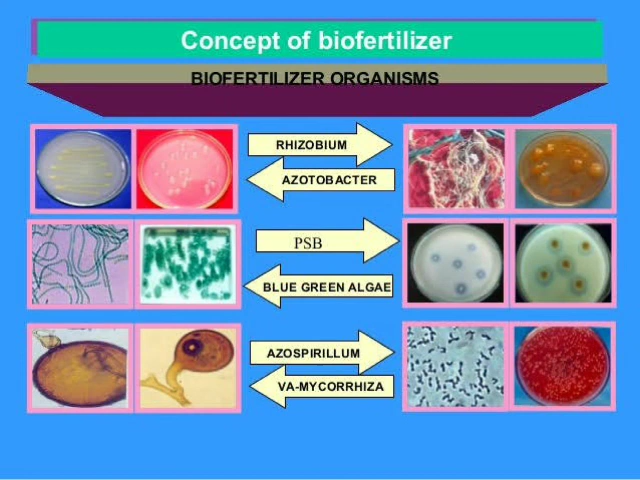 Concept of biofertilizer
BIOFERTILIZER ORGANISMS
RHIZOBIUM
AZOTOBACTER
PSB
BLUE GREEN ALGAE
AZOSPIRILLUM
VA-MYCORRHIZA